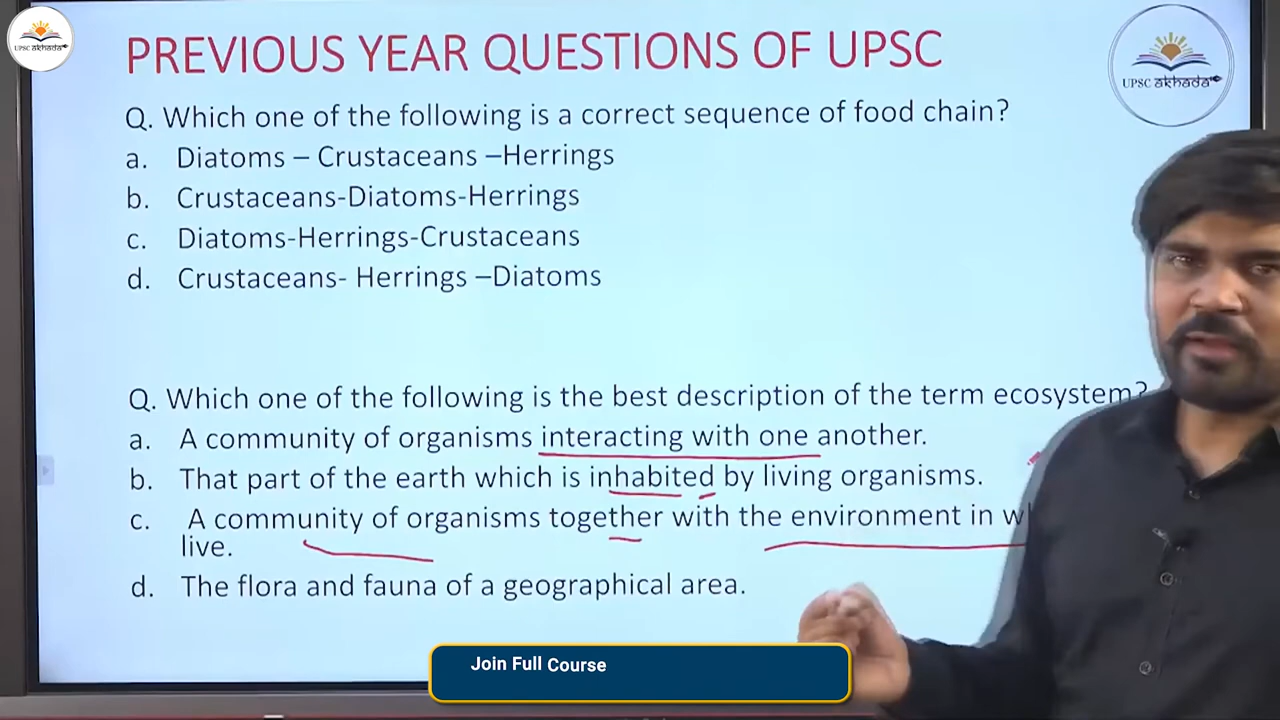 UPSC akhada
PREVIOUS YEAR QUESTIONS OF UPSC
UPSC akhada
Q. Which one of the following is a correct sequence of food chain?
a. Diatoms – Crustaceans –Herrings
b. Crustaceans-Diatoms-Herrings
c. Diatoms-Herrings-Crustaceans
d. Crustaceans- Herrings –Diatoms
Q. Which one of the following is the best description of the term ecosystem?
a. A community of organisms interacting with one another.
b. That part of the earth which is inhabited by living organisms.
c. A community of organisms together with the environment in
live.
d. The flora and fauna of a geographical area.
Join Full Course